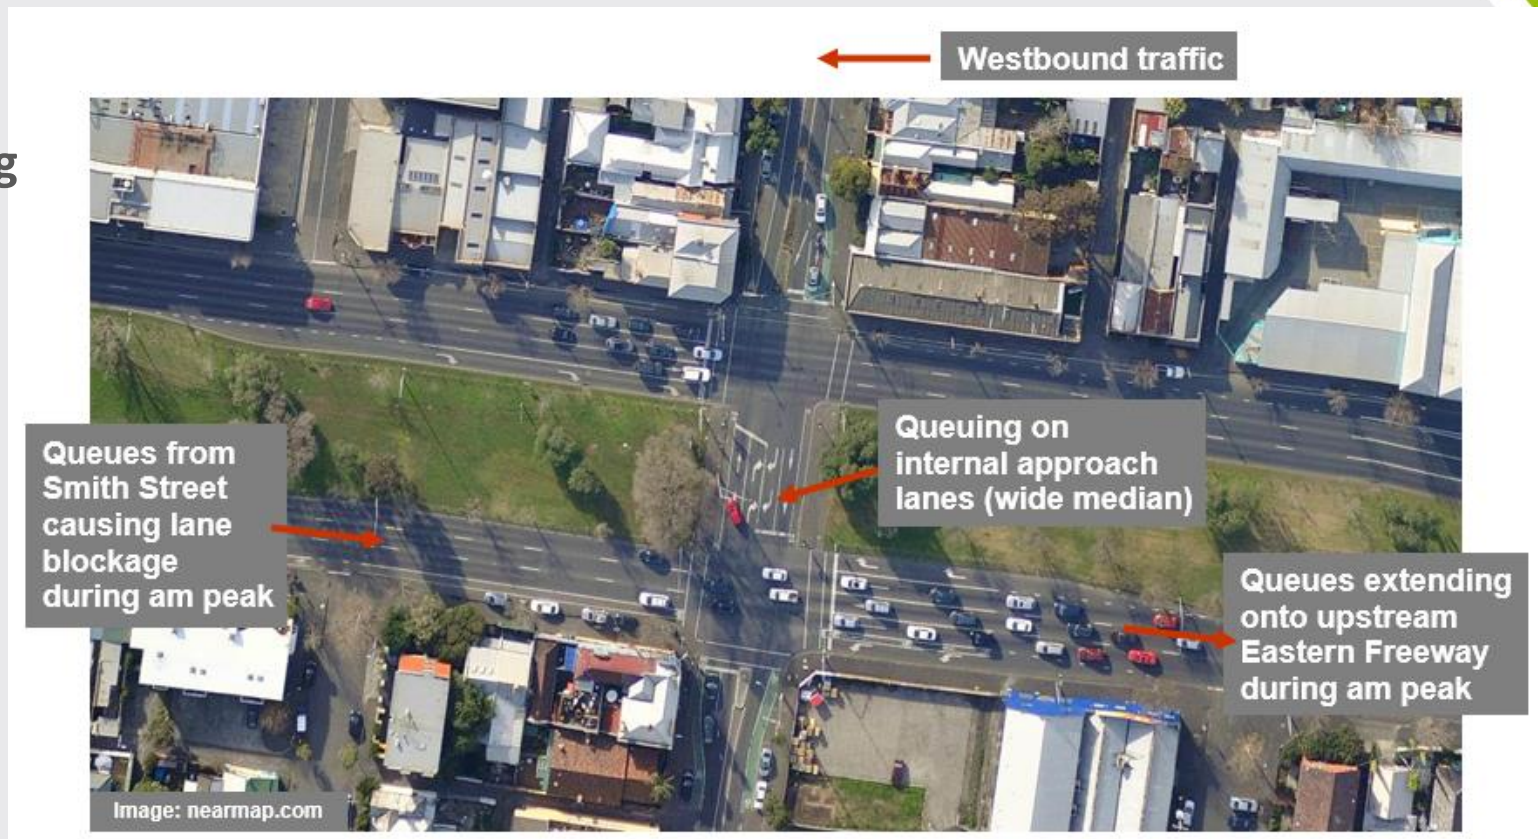 Westbound traffic
g
Queues from
Smith Street
causing lane
blockage
during am peak
Queuing on
internal approach
lanes (wide median)
Queues extending
onto upstream
Eastern Freeway
during am peak
Image: nearmap.com